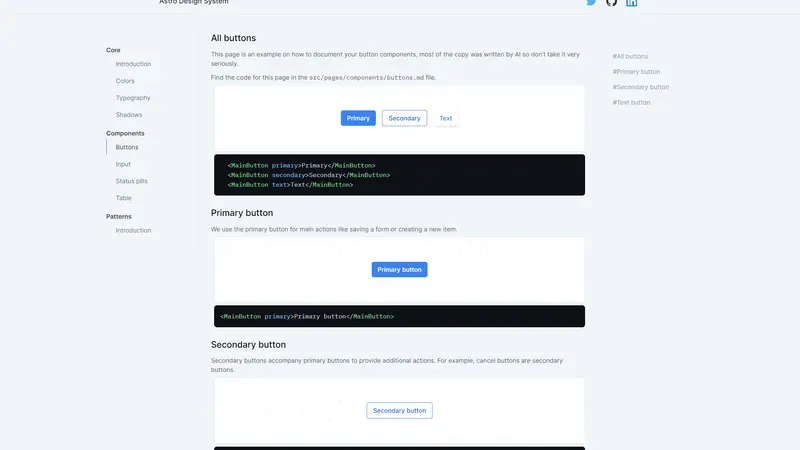 Astro Design System
Core
Introduction
Colors
Typography
Shadows
Components
Buttons
Input
Status pills
Table
Patterns
Introduction
All buttons
This page is an example on how to document your button components, most of the copy was written by AI so don't take it very
seriously.
Find the code for this page in the src/pages/components/buttons.md file.
Primary
Secondary
Text
<MainButton primary>Primary</MainButton>
<MainButton secondary>Secondary</MainButton>
<MainButton text>Text</MainButton>
Primary button
We use the primary button for main actions like saving a form or creating a new item.
Primary button
<MainButton primary>Primary button</MainButton>
Secondary button
Secondary buttons accompany primary buttons to provide additional actions. For example, cancel buttons are secondary
buttons.
Secondary button
#All buttons
#Primary button
#Secondary button
#Text button